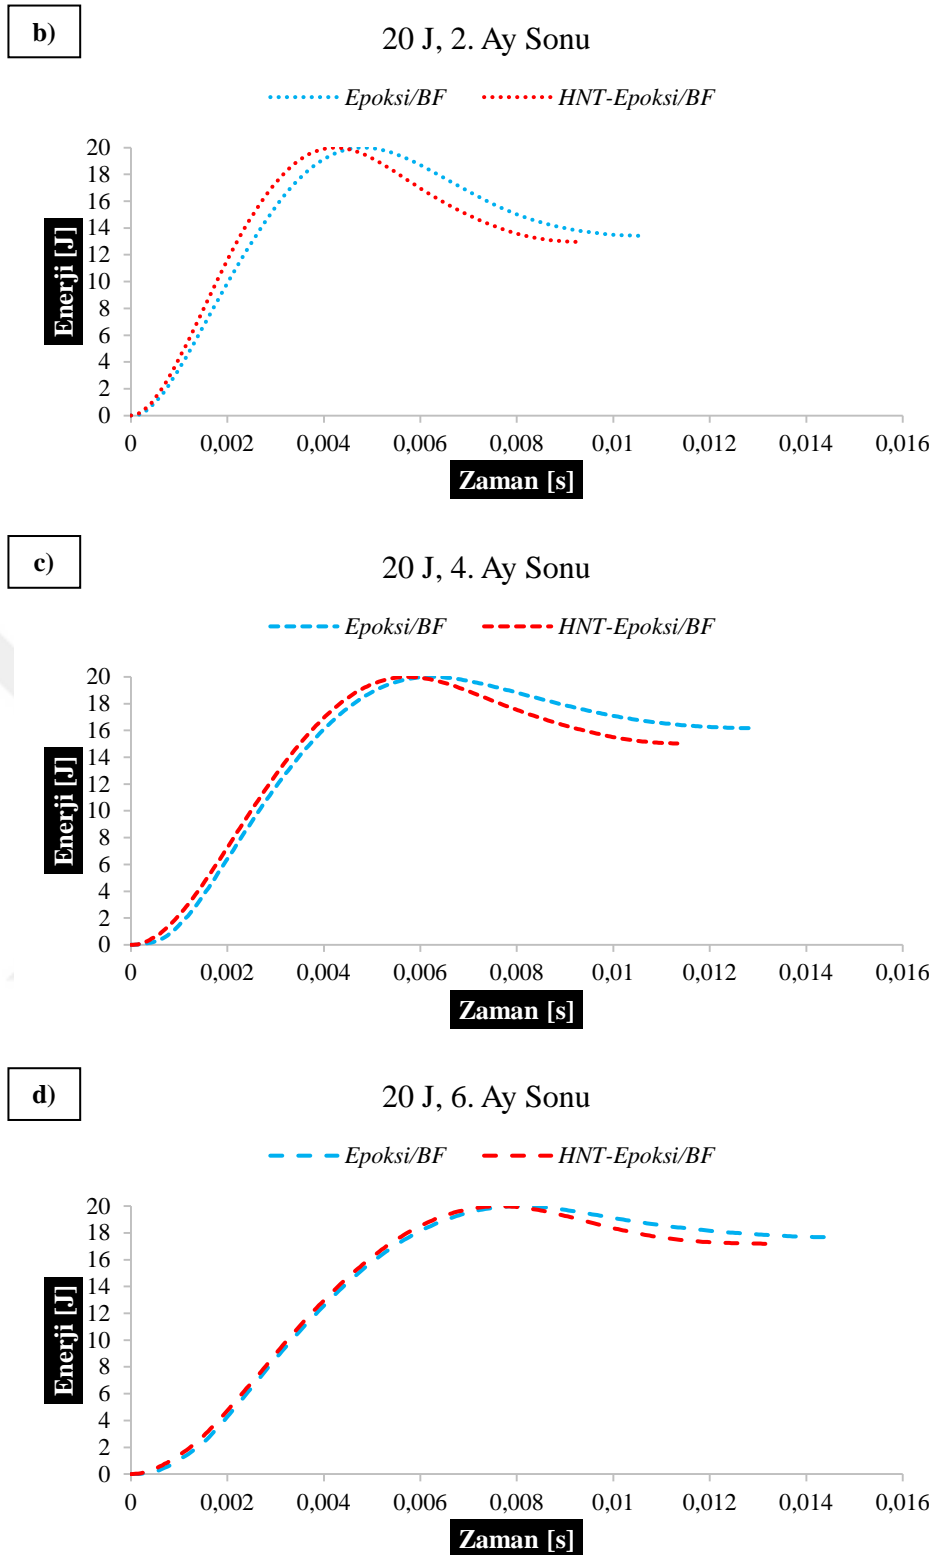 b)
20 J, 2. Ay Sonu
Epoksi/BF HNT-Epoksi/BF
20
18
16
14
12
10
8
6
4
2
0
Enerji [J]
0 0,002 0,004 0,006 0,008 0,01 0,012 0,014 0,016
Zaman [s]
c)
20 J, 4. Ay Sonu
Epoksi/BF HNT-Epoksi/BF
20
18
16
14
12
10
8
6
4
2
0
Enerji [J]
0 0,002 0,004 0,006 0,008 0,01 0,012 0,014 0,016
Zaman [s]
d)
20 J, 6. Ay Sonu
Epoksi/BF HNT-Epoksi/BF
20
18
16
14
12
10
8
6
4
2
0
Enerji [J]
0 0,002 0,004 0,006 0,008 0,01 0,012 0,014 0,016
Zaman [s]